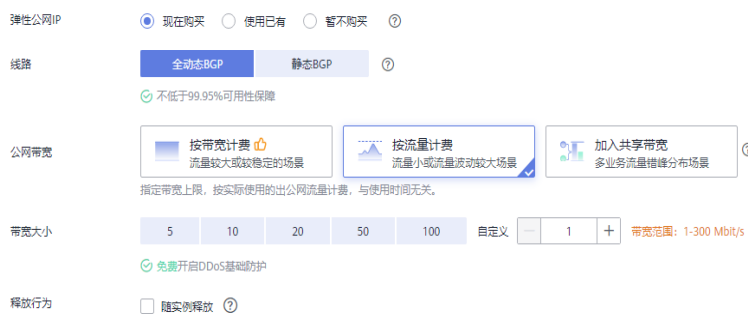 弹性公网IP 现在购买 使用已有 暂不购买
线路 全动态BGP 静态BGP
不低于99.95%可用性保障
公网带宽 按带宽计费 按流量计费 加入共享带宽
流量较大或较稳定的场景 流量小或流量波动较大场景 多业务流量错峰分布场景
指定带宽上限，按实际使用的出公网流量计费，与使用时间无关。
带宽大小 5 10 20 50 100 自定义 1 带宽范围：1-300 Mbit/s
免费开启DDoS基础防护
释放行为 随实例释放